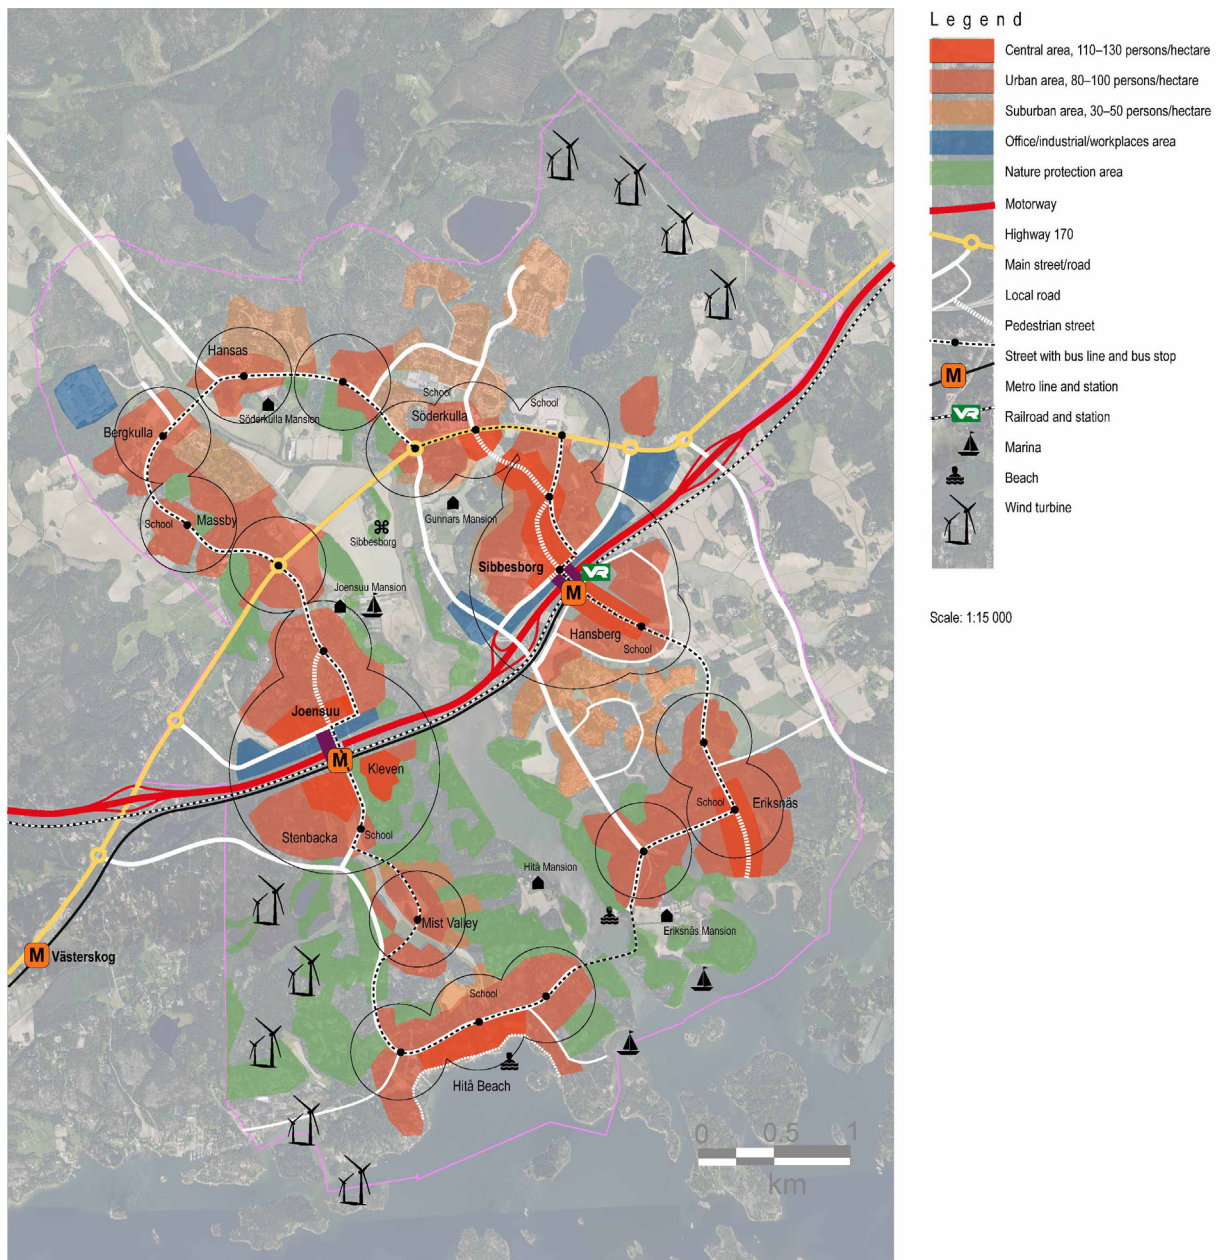 Legend
Central area, 110–130 persons/hectare
Urban area, 80–100 persons/hectare
Suburban area, 30–50 persons/hectare
Office/industrial/workplaces area
Nature protection area
Motorway
Highway 170
Main street/road
Local road
Pedestrian street
Street with bus line and bus stop
M
Metro line and station
VR
Railroad and station
Marina
Beach
Wind turbine
Scale: 1:15 000
Hansas
Söderkulla Mansion
School
Söderkulla
School
Bergkulla
School
Massby
Gunnars Mansion
Sibbesborg
Sibbesborg
VR
M
Joensuu Mansion
Hansberg
School
Joensuu
M
Kleven
School
Eriksnäs
Stenbacka
School
Hitå Mansion
Mist Valley
Eriksnäs Mansion
M
Västerskog
School
Hitå Beach
0 0.5 1
km